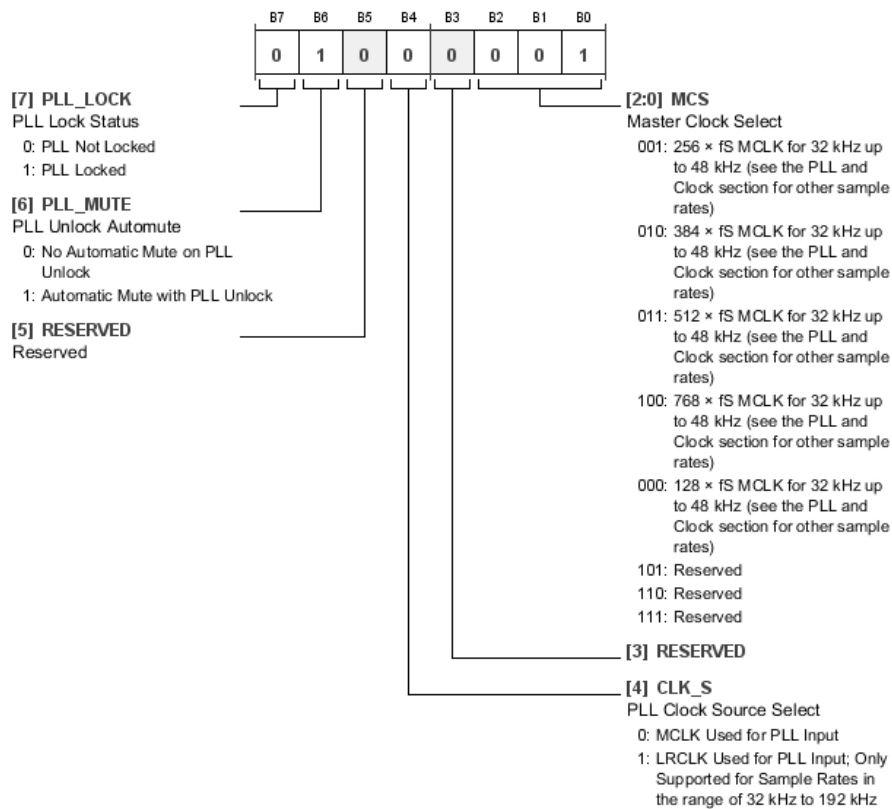 B7 B6 B5 B4 B3 B2 B1 B0
0 1 0 0 0 0 0 1
[7] PLL_LOCK
PLL Lock Status
0: PLL Not Locked
1: PLL Locked
[6] PLL_MUTE
PLL Unlock Automute
0: No Automatic Mute on PLL
Unlock
1: Automatic Mute with PLL Unlock
[5] RESERVED
Reserved
[2:0] MCS
Master Clock Select
001: 256 × fS MCLK for 32 kHz up
to 48 kHz (see the PLL and
Clock section for other sample
rates)
010: 384 × fS MCLK for 32 kHz up
to 48 kHz (see the PLL and
Clock section for other sample
rates)
011: 512 × fS MCLK for 32 kHz up
to 48 kHz (see the PLL and
Clock section for other sample
rates)
100: 768 × fS MCLK for 32 kHz up
to 48 kHz (see the PLL and
Clock section for other sample
rates)
000: 128 × fS MCLK for 32 kHz up
to 48 kHz (see the PLL and
Clock section for other sample
rates)
101: Reserved
110: Reserved
111: Reserved
[3] RESERVED
[4] CLK_S
PLL Clock Source Select
0: MCLK Used for PLL Input
1: LRCLK Used for PLL Input; Only
Supported for Sample Rates in
the range of 32 kHz to 192 kHz